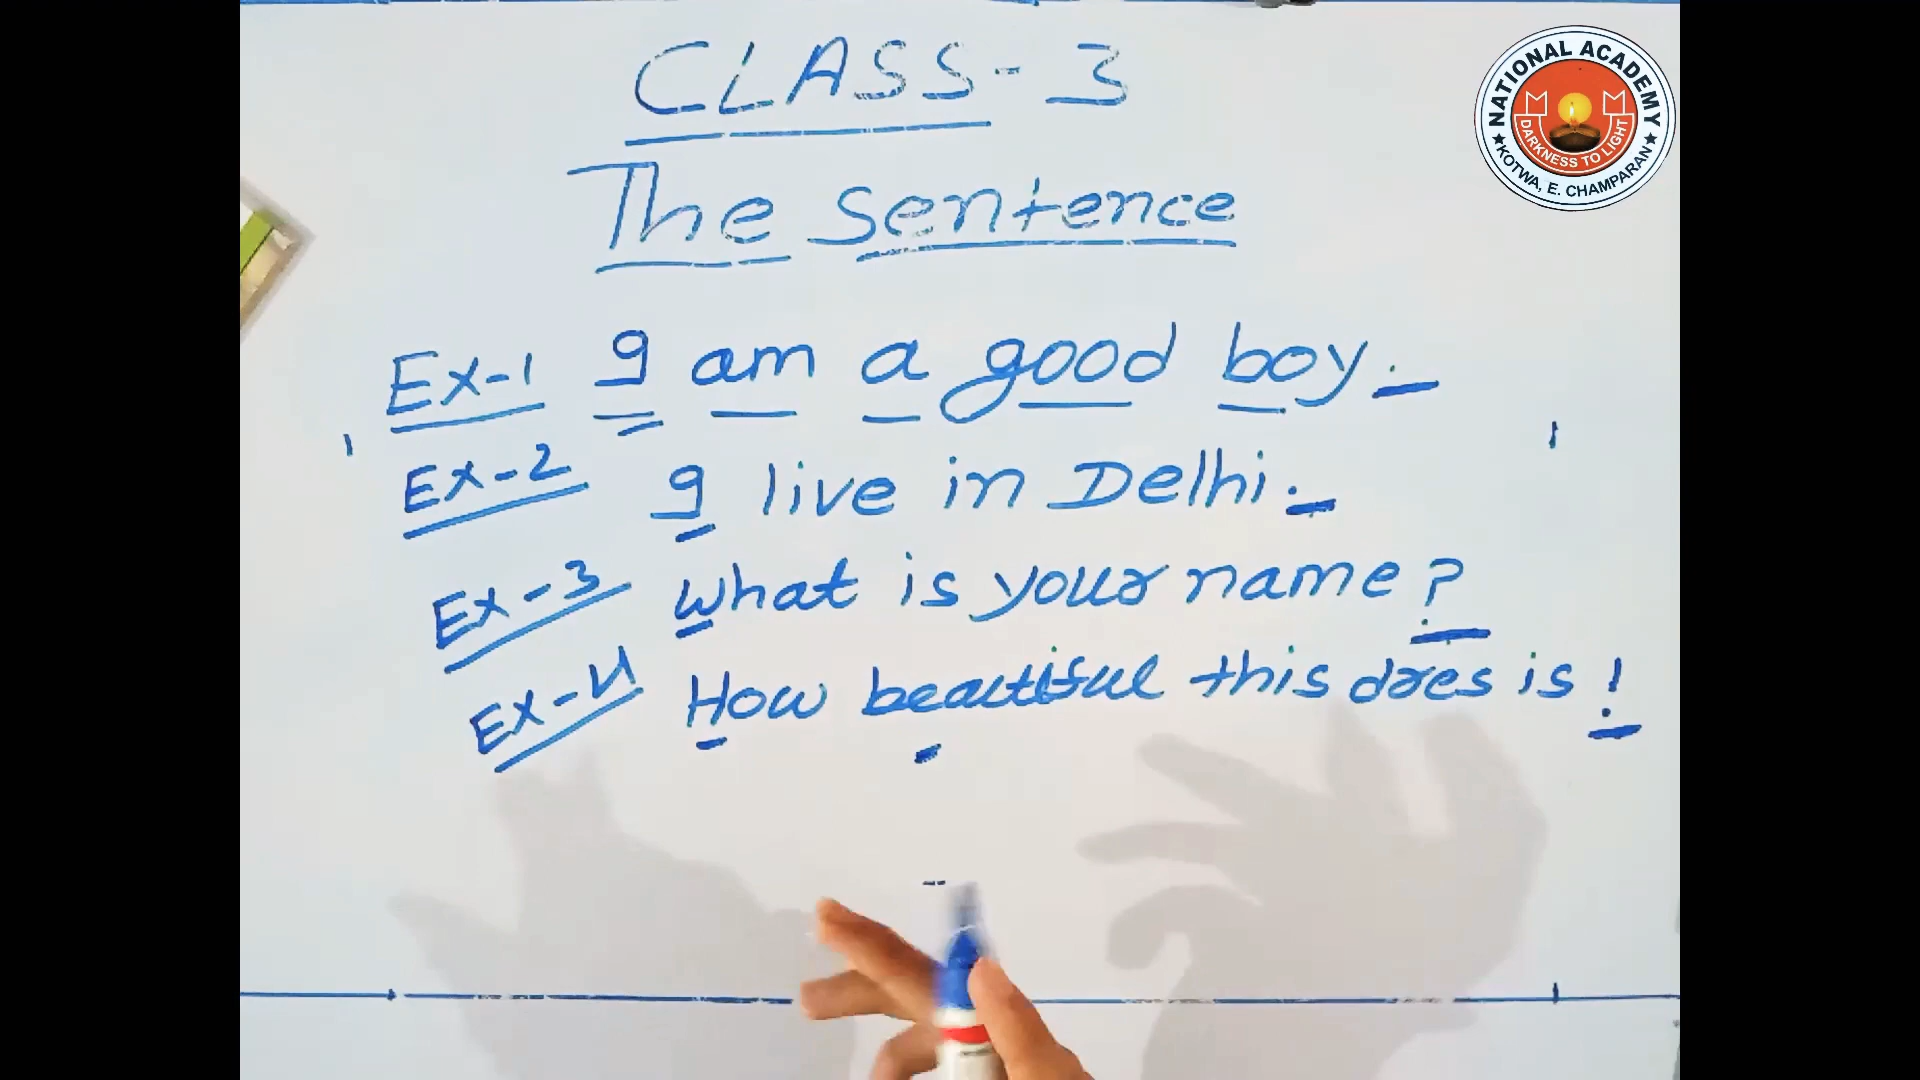 CLASS-3
The sentence
Ex-1 I am a good boy.
Ex-2 I live in Delhi.
Ex-3 What is your name?
Ex-4 How beautiful this dres is!
NATIONAL ACADEMY
DARKNESS TO LIGHT
KOTWA, E. CHAMPARAN